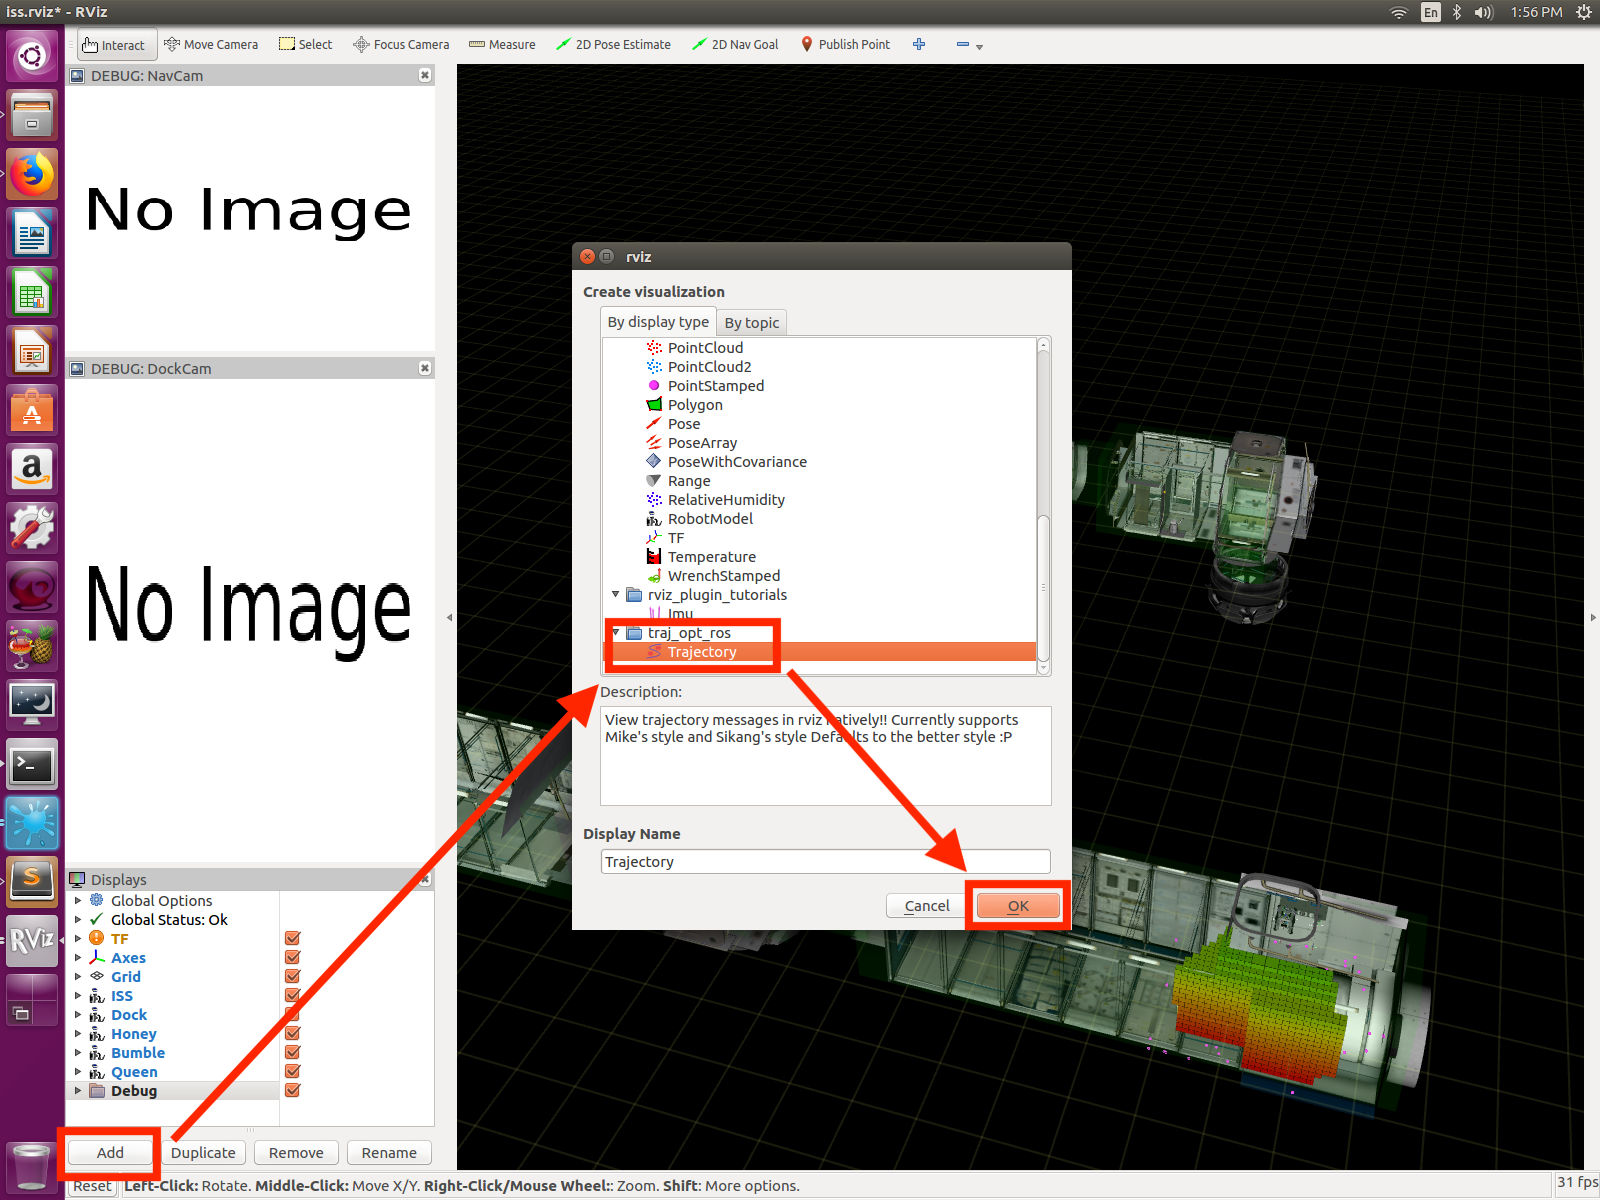 iss.rviz* - RViz
En
1:56 PM
Interact
Move Camera
Select
Focus Camera
Measure
2D Pose Estimate
2D Nav Goal
Publish Point
DEBUG: NavCam
No Image
DEBUG: DockCam
No Image
rviz
Create visualization
By display type
By topic
PointCloud
PointCloud2
PointStamped
Polygon
Pose
PoseArray
PoseWithCovariance
Range
RelativeHumidity
RobotModel
TF
Temperature
WrenchStamped
rviz_plugin_tutorials
Imu
traj_opt_ros
Trajectory
Description:
View trajectory messages in rviz natively!! Currently supports
Mike's style and Sikang's style Defaults to the better style :P
Display Name
Trajectory
Cancel
OK
Displays
Global Options
Global Status: Ok
TF
Axes
Grid
ISS
Dock
Honey
Bumble
Queen
Debug
Add
Duplicate
Remove
Rename
Reset
Left-Click: Rotate. Middle-Click: Move X/Y. Right-Click/Mouse Wheel:: Zoom. Shift: More options.
31 fps
RViz